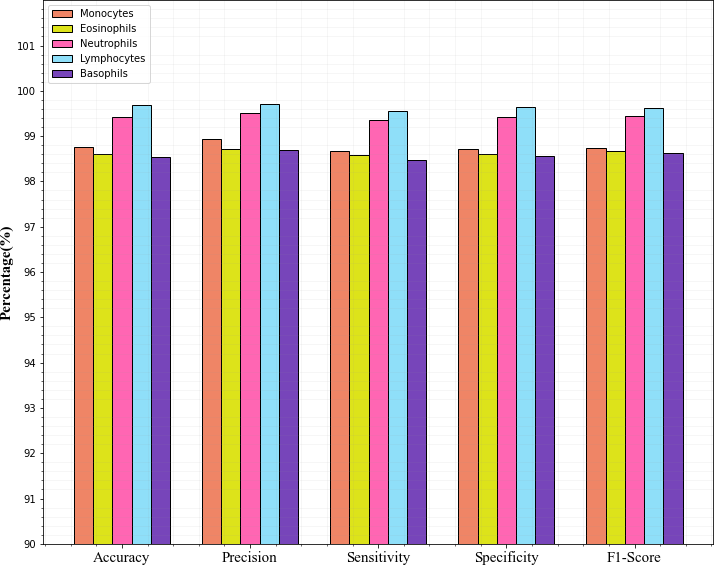 Monocytes
Eosinophils
Neutrophils
Lymphocytes
Basophils
Percentage(%)
101
100
99
98
97
96
95
94
93
92
91
90
Accuracy Precision Sensitivity Specificity F1-Score